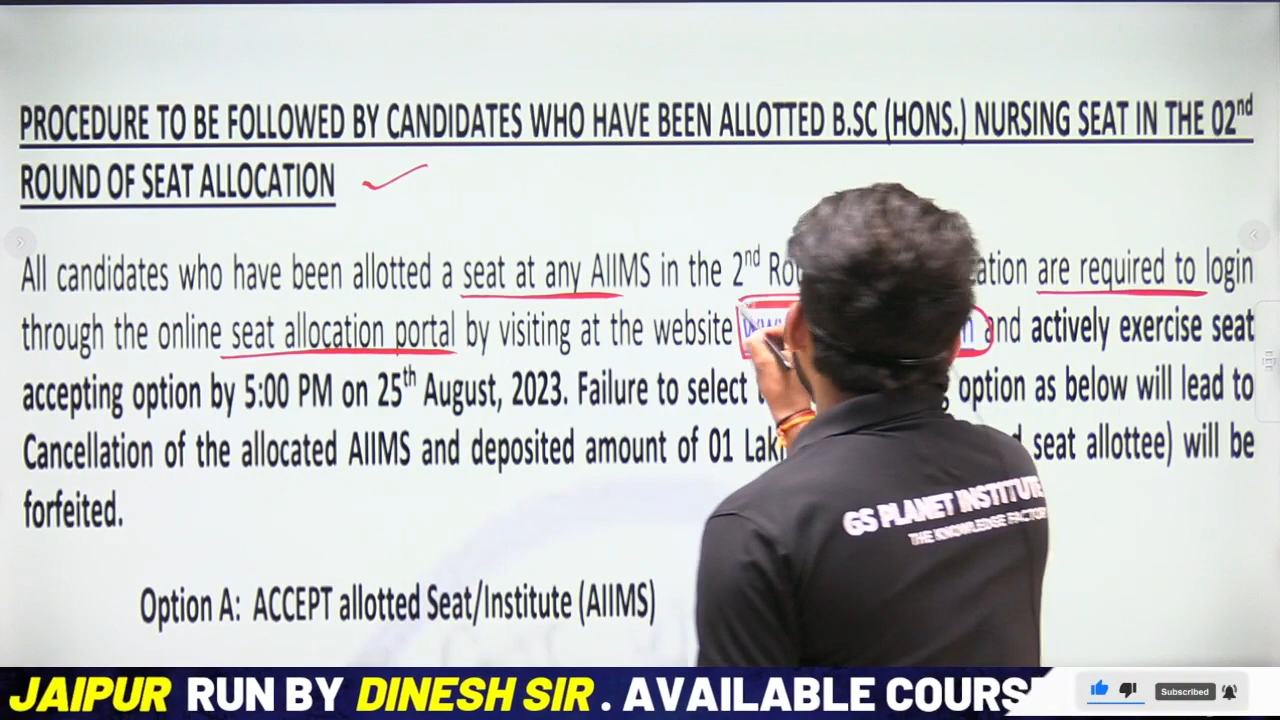 PROCEDURE TO BE FOLLOWED BY CANDIDATES WHO HAVE BEEN ALLOTTED B.SC (HONS.) NURSING SEAT IN THE 02nd
ROUND OF SEAT ALLOCATION
All candidates who have been allotted a seat at any AIIMS in the 2nd are required to login
through the online seat allocation portal by visiting at the website and actively exercise seat
accepting option by 5:00 PM on 25th August, 2023. Failure to select option as below will lead to
Cancellation of the allocated AIIMS and deposited amount of 01 seat allottee) will be
forfeited.
Option A: ACCEPT allotted Seat/Institute (AIIMS)
GS PLANET INSTITUTE
THE KNOWLEDGE FACTOR
JAIPUR RUN BY DINESH SIR. AVAILABLE
Subscribed